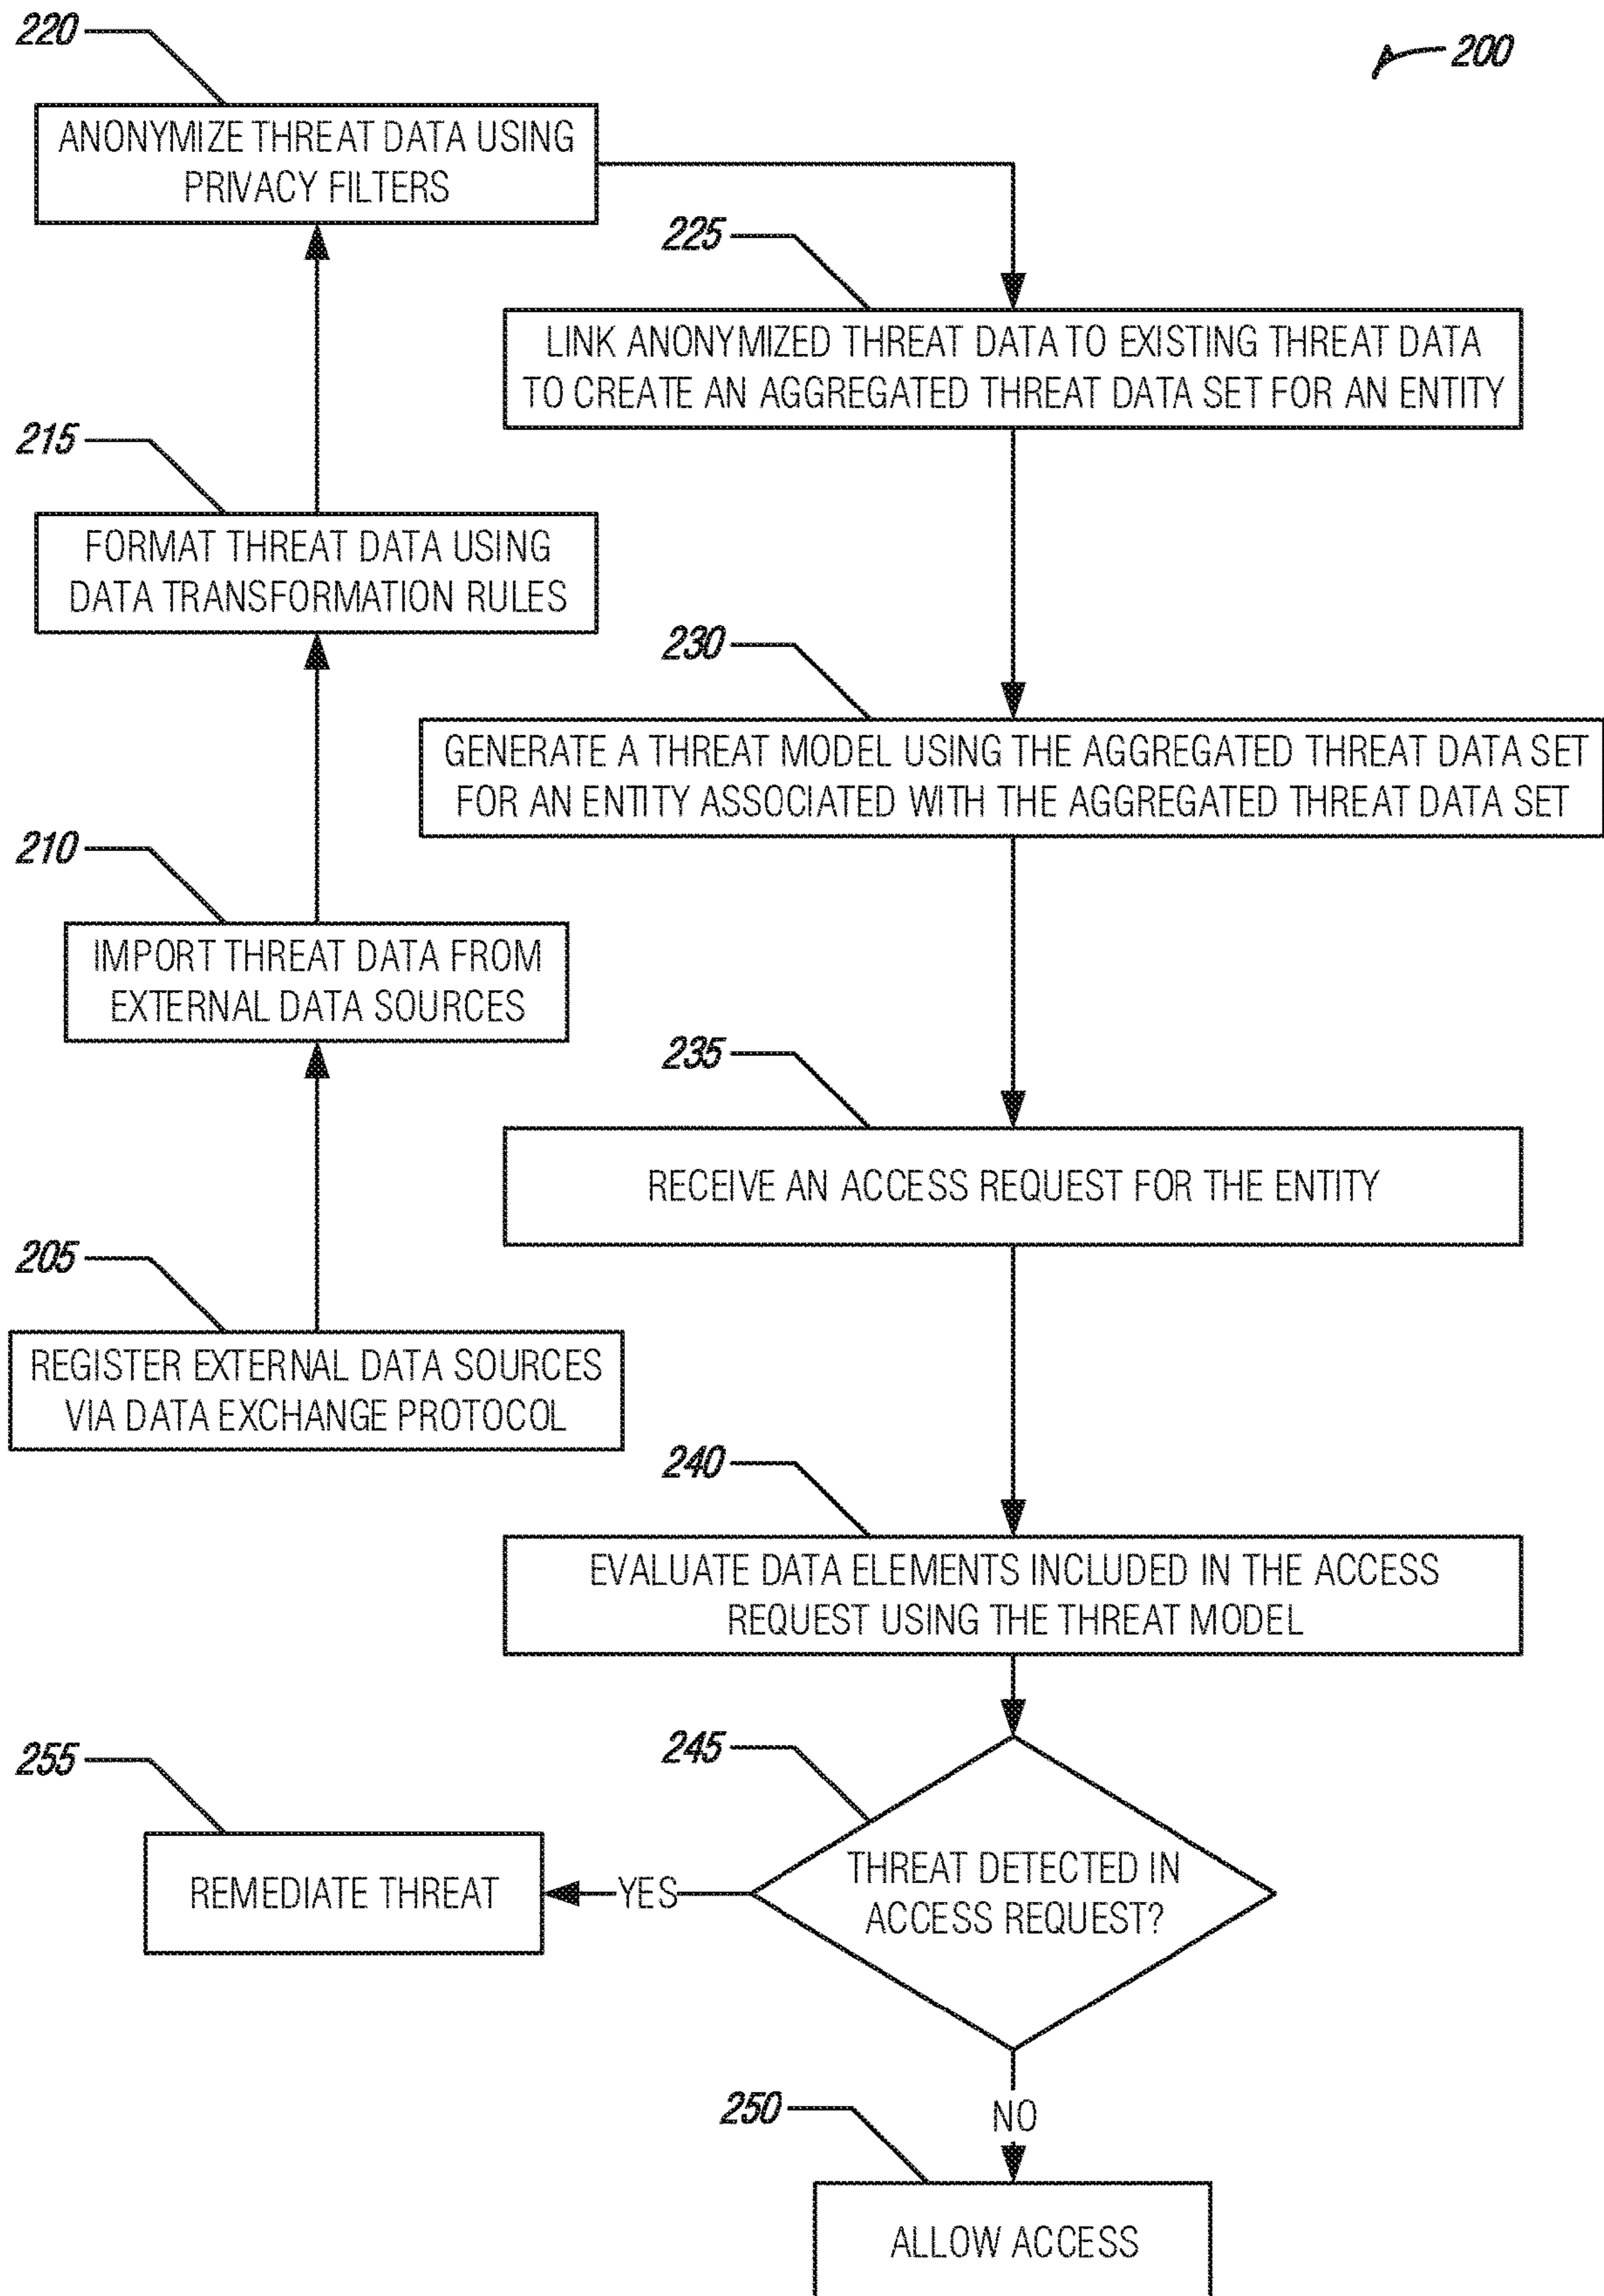 220
200
ANONYMIZE THREAT DATA USING
PRIVACY FILTERS
225
LINK ANONYMIZED THREAT DATA TO EXISTING THREAT DATA
TO CREATE AN AGGREGATED THREAT DATA SET FOR AN ENTITY
215
FORMAT THREAT DATA USING
DATA TRANSFORMATION RULES
230
GENERATE A THREAT MODEL USING THE AGGREGATED THREAT DATA SET
FOR AN ENTITY ASSOCIATED WITH THE AGGREGATED THREAT DATA SET
210
IMPORT THREAT DATA FROM
EXTERNAL DATA SOURCES
235
RECEIVE AN ACCESS REQUEST FOR THE ENTITY
205
REGISTER EXTERNAL DATA SOURCES
VIA DATA EXCHANGE PROTOCOL
240
EVALUATE DATA ELEMENTS INCLUDED IN THE ACCESS
REQUEST USING THE THREAT MODEL
245
255
THREAT DETECTED IN
ACCESS REQUEST?
YES
REMEDIATE THREAT
NO
250
ALLOW ACCESS